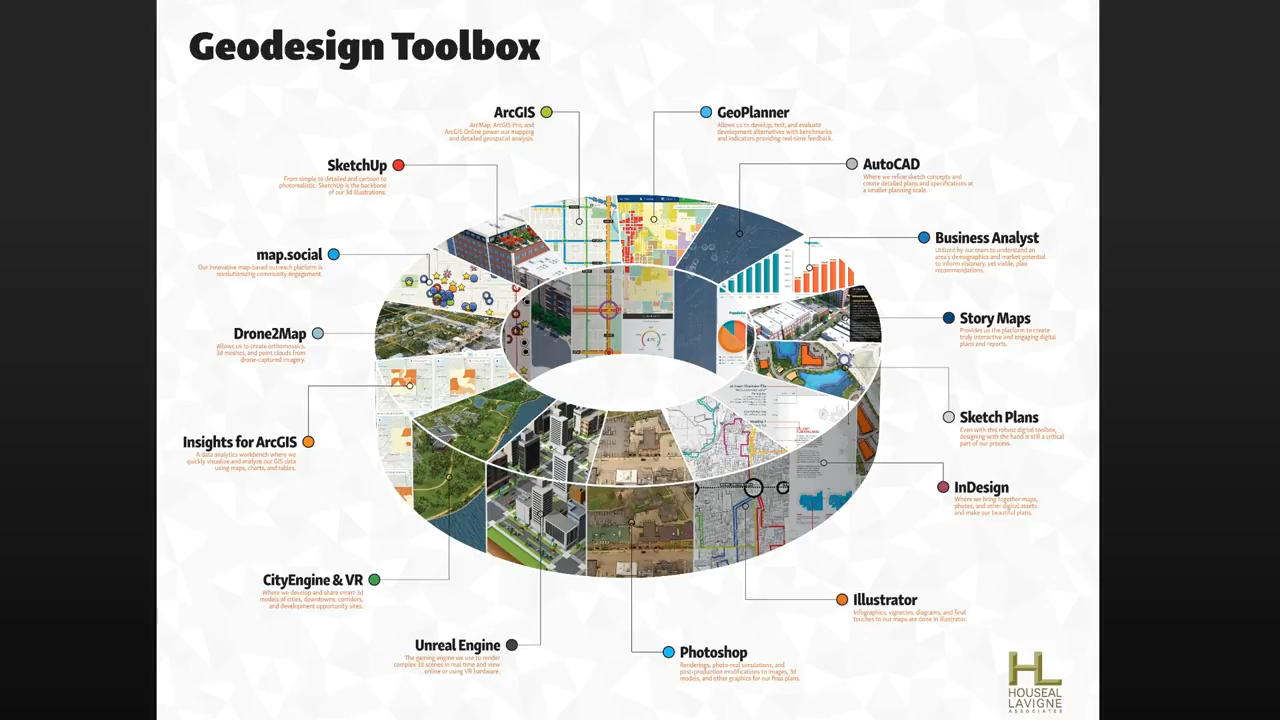 Geodesign Toolbox
ArcGIS
ArcMap, ArcGIS Pro, and
ArcGIS Online power our mapping
and detailed geospatial analysis.
GeoPlanner
Allows us to develop, test, and evaluate
development alternatives with benchmarks
and indicators providing real-time feedback.
SketchUp
From simple to detailed and cartoon to
photorealistic. SketchUp is the backbone
of our 3d illustrations.
AutoCAD
Where we refine sketch concepts and
create detailed plans and specifications at
a smaller planning scale.
map.social
Our innovative map-based outreach platform is
revolutionizing community engagement
Business Analyst
Utilized by our team to understand an
area's demographics and market potential
to inform visionary, yet viable, plan
recommendations.
Drone2Map
Allows us to create orthomosaics,
3d meshes, and point clouds from
drone-captured imagery.
Story Maps
Provides us the platform to create
truly interactive and engaging digital
plans and reports.
Insights for ArcGIS
A data analytics workbench where we
quickly visualize and analyze our GIS data
using maps, charts, and tables.
Sketch Plans
Even with this robust digital toolbox,
designing with the hand is still a critical
part of our process.
InDesign
Where we bring together maps,
photos, and other digital assets
and make our beautiful plans.
CityEngine & VR
Where we develop and share smart 3d
models of cities, downtowns, corridors,
and development opportunity sites.
Illustrator
Infographics, vignettes, diagrams, and final
touches to our maps are done in Illustrator.
Unreal Engine
The gaming engine we use to render
complex 3d scenes in real time and view
online or using VR hardware.
Photoshop
Renderings, photo-real simulations, and
post-production modifications to images, 3d
models, and other graphics for our final plans.
Population
HL
HOUSEAL
LAVIGNE
ASSOCIATES